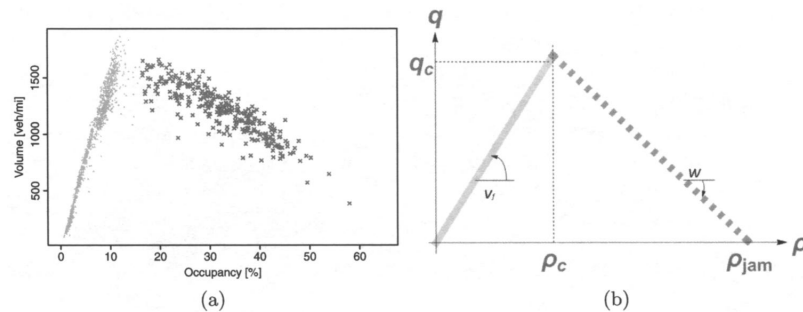 1500
1000
500
Volume [veh/mi]
0 10 20 30 40 50 60
Occupancy [%]
(a)
q
q_c
v_f
w
ρ_c
ρ_jam
ρ
(b)